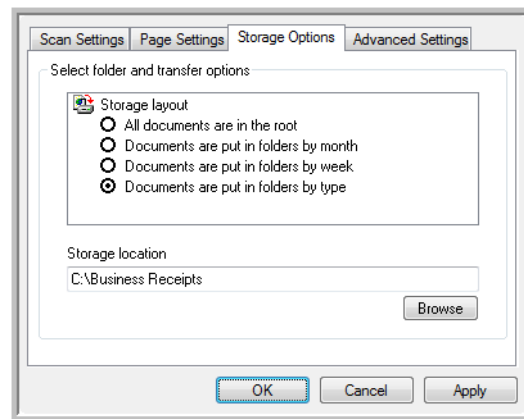 Scan Settings Page Settings Storage Options Advanced Settings
Select folder and transfer options
Storage layout
All documents are in the root
Documents are put in folders by month
Documents are put in folders by week
Documents are put in folders by type
Storage location
C:\Business Receipts
Browse
OK Cancel Apply